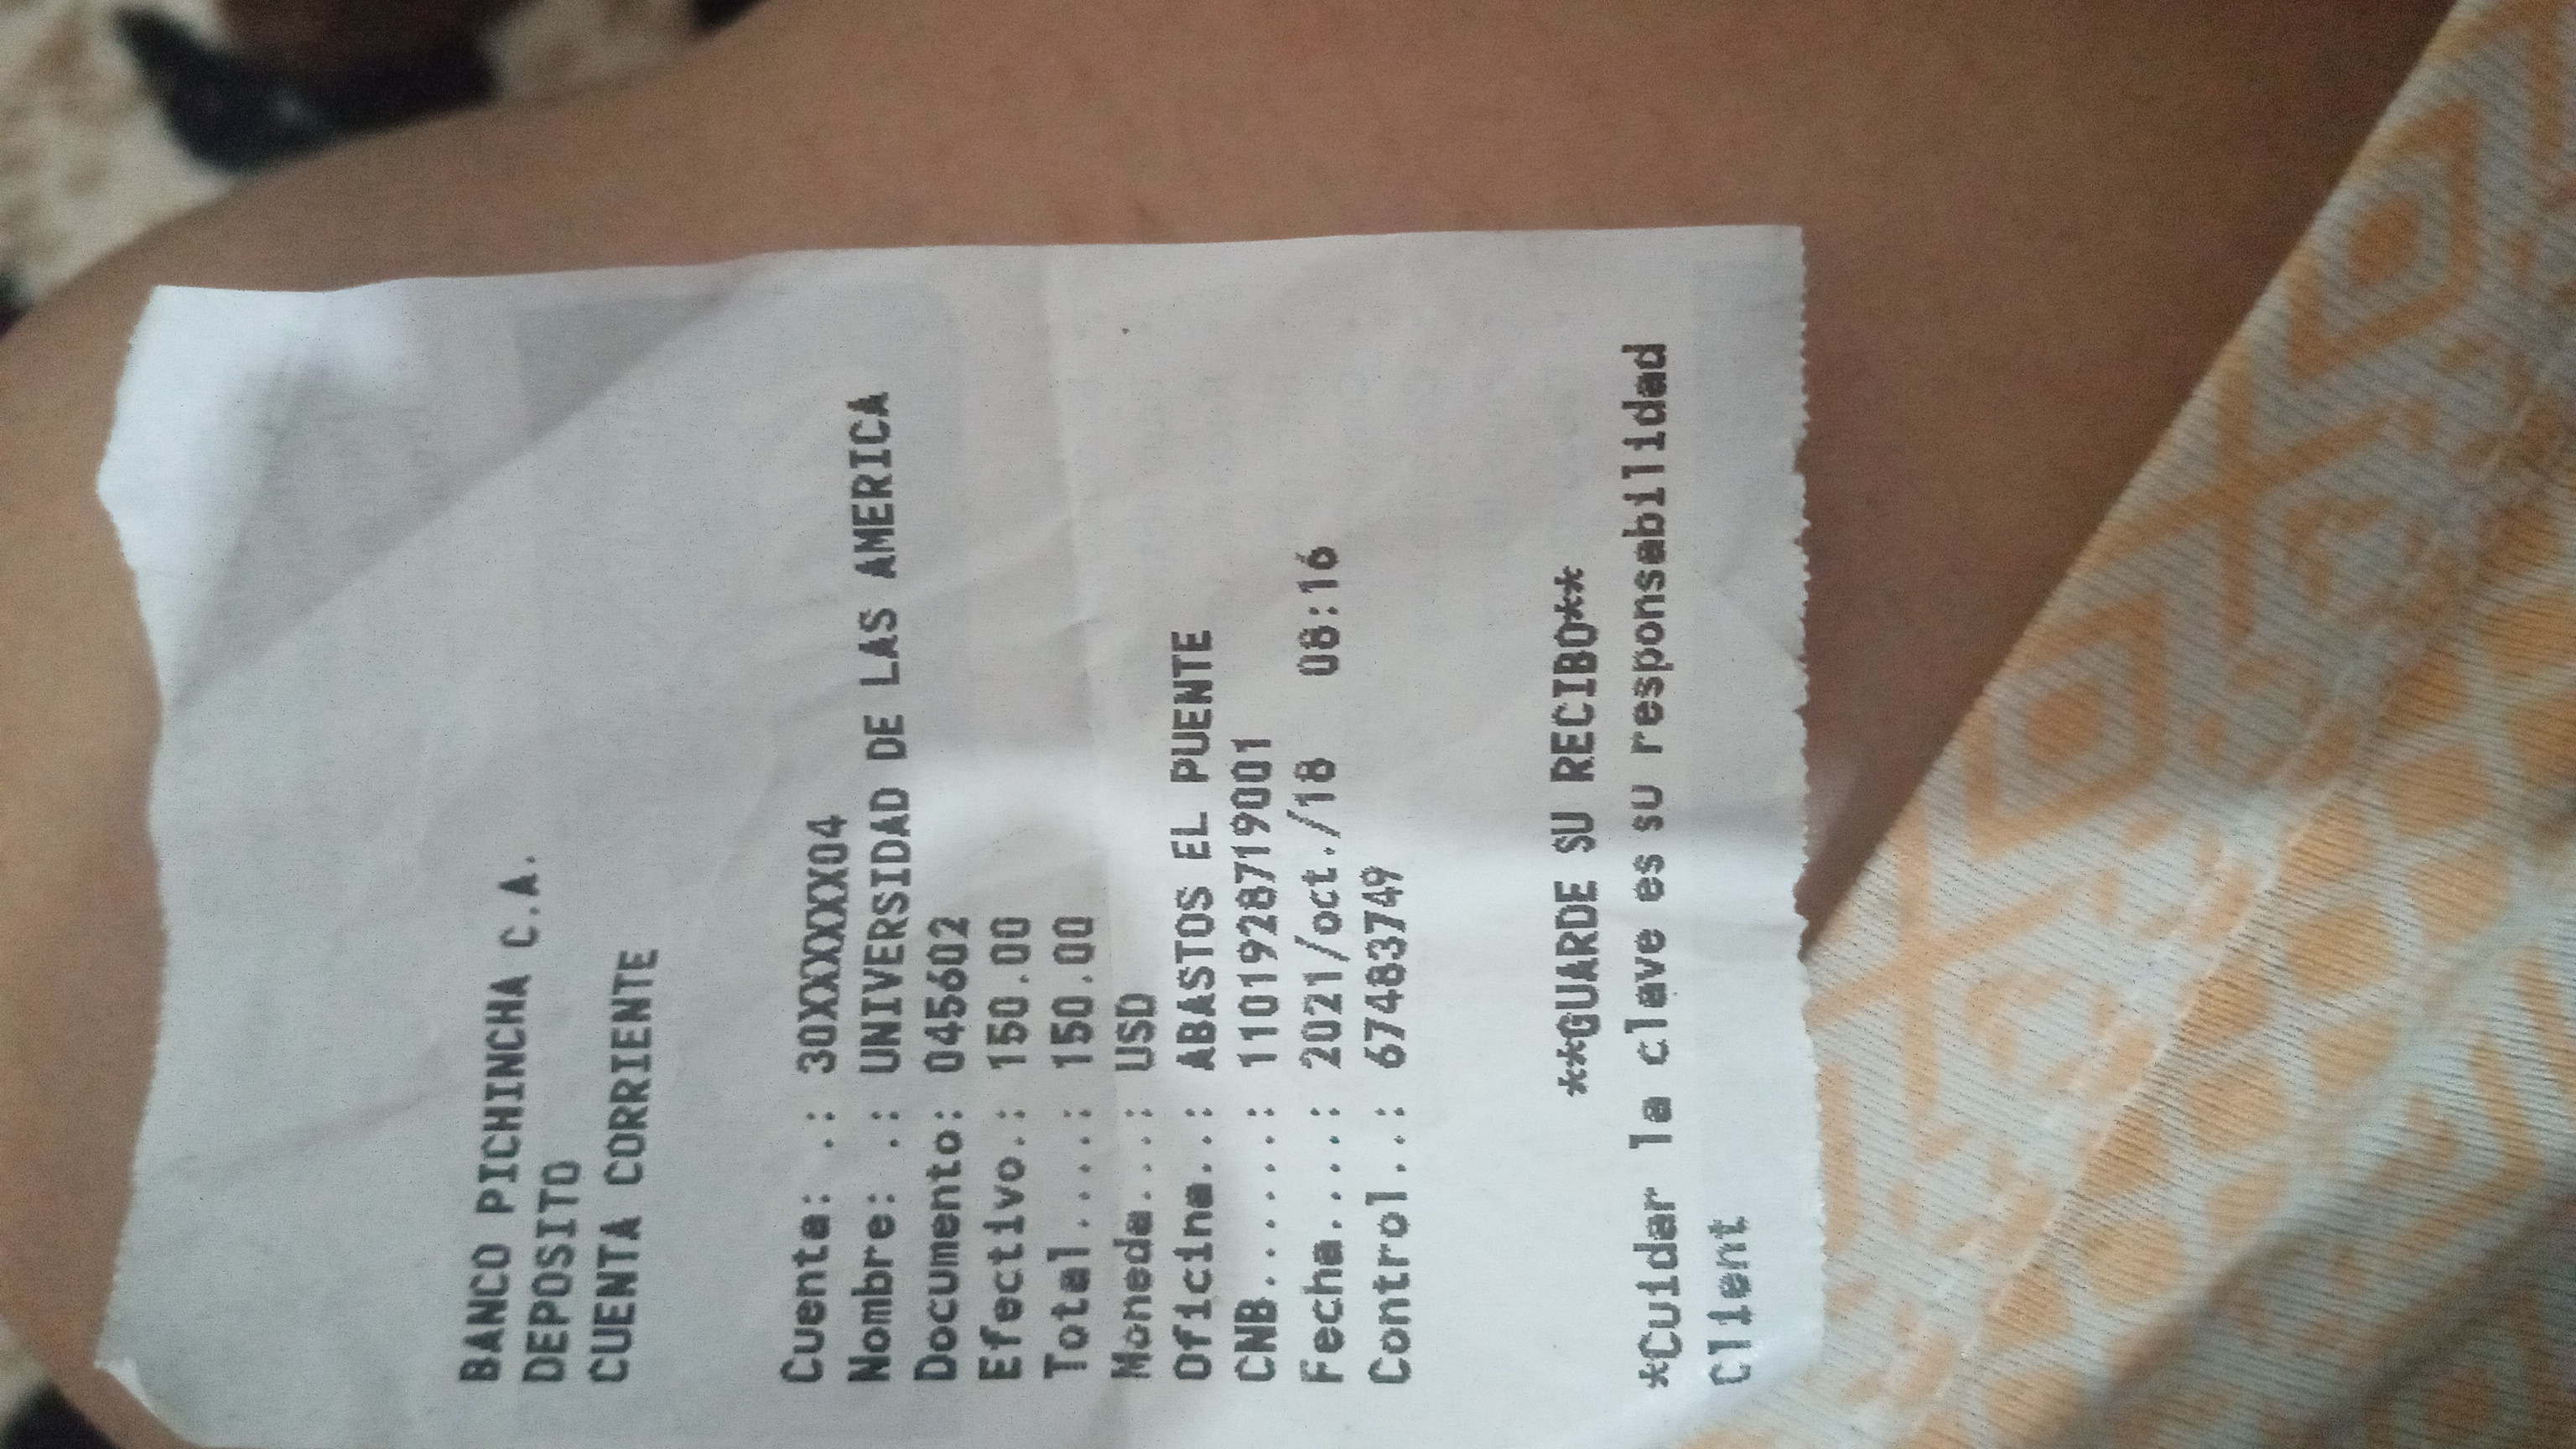 BANCO PICHINCHA C.A.
DEPOSITO
CUENTA CORRIENTE
Cuenta: .: 30XXXXXX04
Nombre: .: UNIVERSIDAD DE LAS AMERICA
Documento: 045602
Efectivo.: 150.00
Total....: 150.00
Moneda...: USD
Oficina..: ABASTOS EL PUENTE
CNB......: 1101928719001
Fecha....: 2021/oct./18 08:16
Control..: 67483749
**GUARDE SU RECIBO**
*Cuidar la clave es su responsabilidad
Client